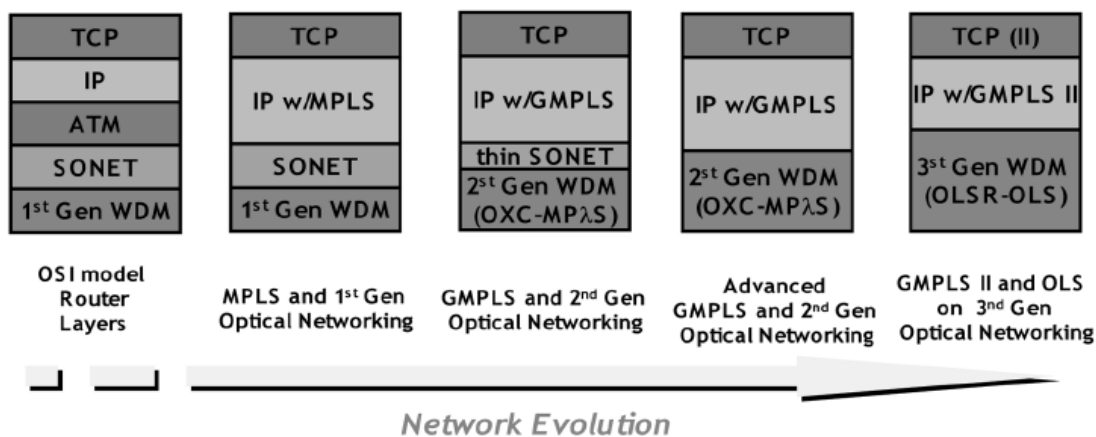 TCP
IP
ATM
SONET
1st Gen WDM
OSI model
Router
Layers
TCP
IP w/MPLS
SONET
1st Gen WDM
MPLS and 1st Gen
Optical Networking
TCP
IP w/GMPLS
thin SONET
2st Gen WDM
(OXC-MPλS)
GMPLS and 2nd Gen
Optical Networking
TCP
IP w/GMPLS
2st Gen WDM
(OXC-MPλS)
Advanced
GMPLS and 2nd Gen
Optical Networking
TCP (II)
IP w/GMPLS II
3st Gen WDM
(OLSR-OLS)
GMPLS II and OLS
on 3nd Gen
Optical Networking
Network Evolution